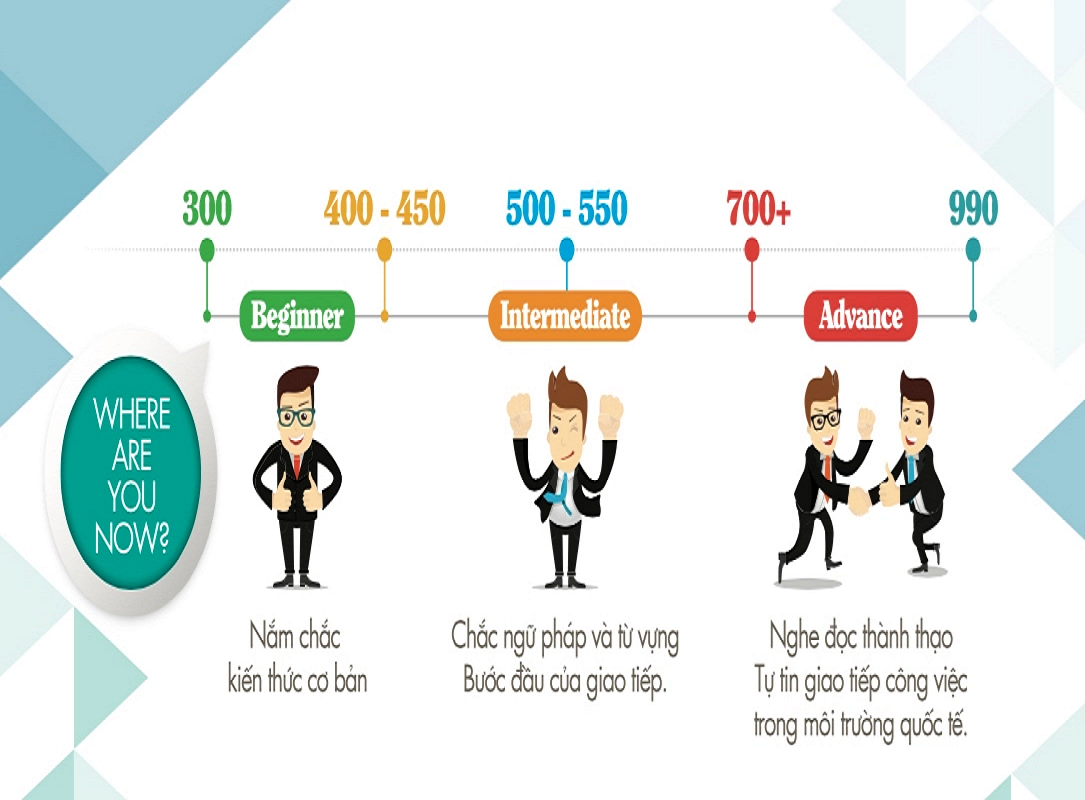 300
400 - 450
500 - 550
700+
990
Beginner
Intermediate
Advance
WHERE
ARE
YOU
NOW?
Nắm chắc
kiến thức cơ bản
Chắc ngữ pháp và từ vựng
Bước đầu của giao tiếp.
Nghe đọc thành thạo
Tự tin giao tiếp công việc
trong môi trường quốc tế.